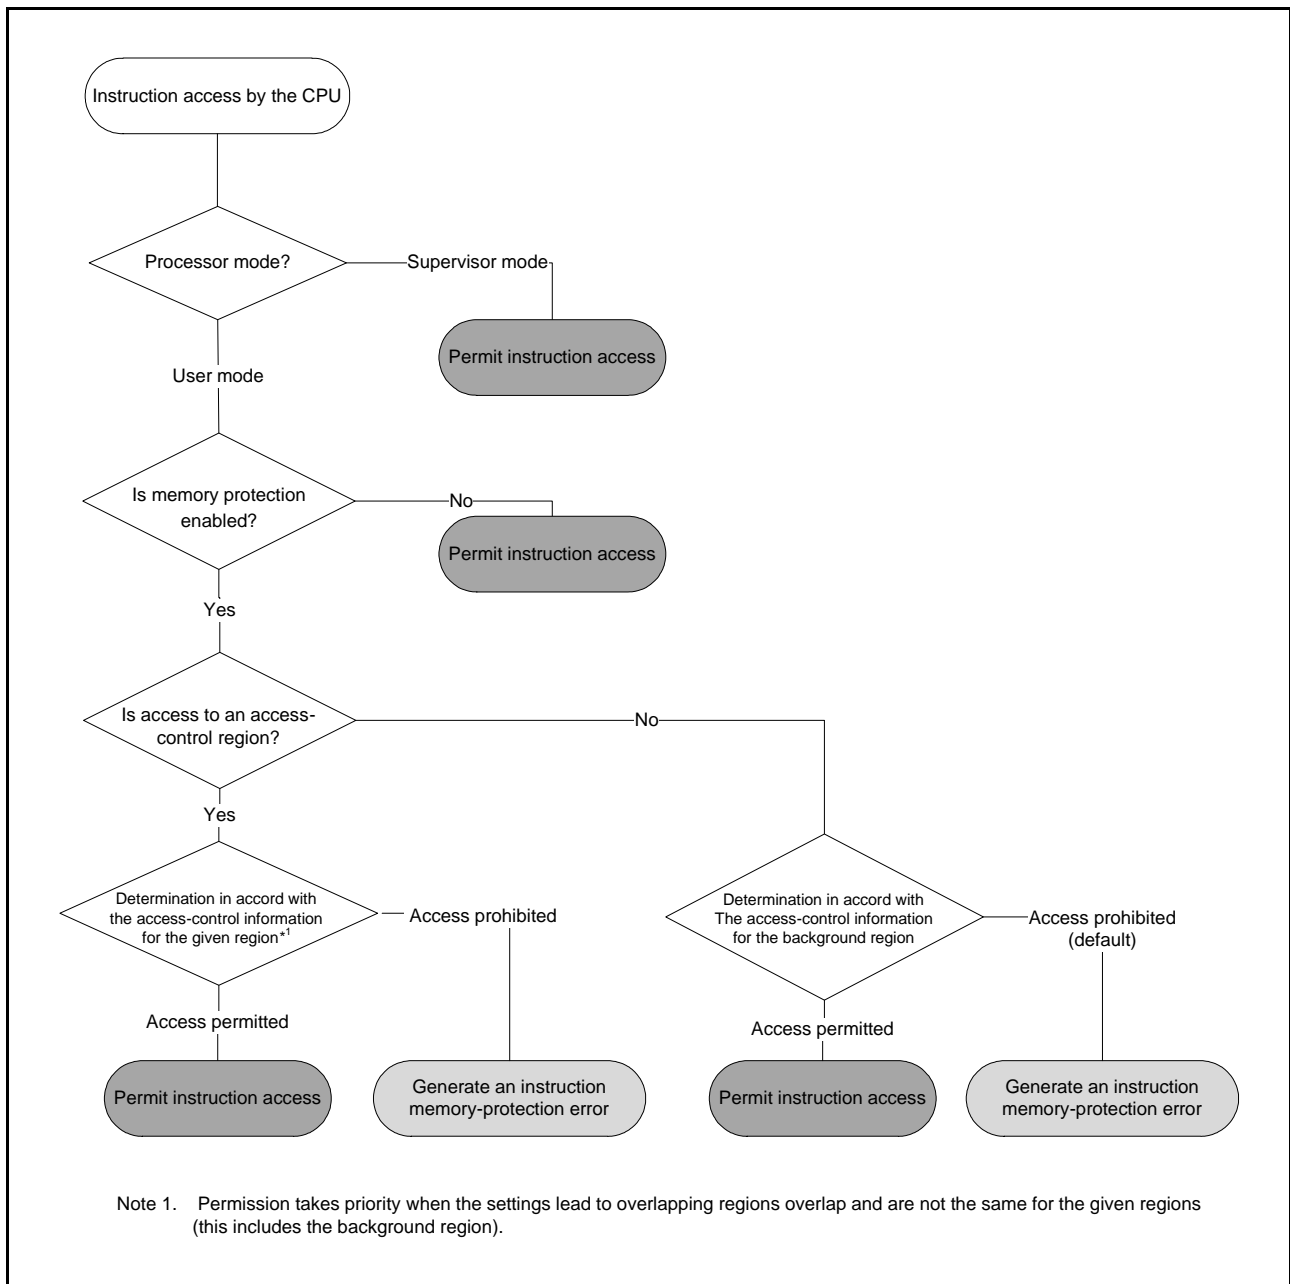 Instruction access by the CPU
Processor mode?
Supervisor mode
Permit instruction access
User mode
Is memory protection
enabled?
No
Permit instruction access
Yes
Is access to an access-
control region?
No
Yes
Determination in accord with
the access-control information
for the given region*1
Access prohibited
Determination in accord with
The access-control information
for the background region
Access prohibited
(default)
Access permitted
Access permitted
Permit instruction access
Generate an instruction
memory-protection error
Permit instruction access
Generate an instruction
memory-protection error
Note 1. Permission takes priority when the settings lead to overlapping regions overlap and are not the same for the given regions
(this includes the background region).